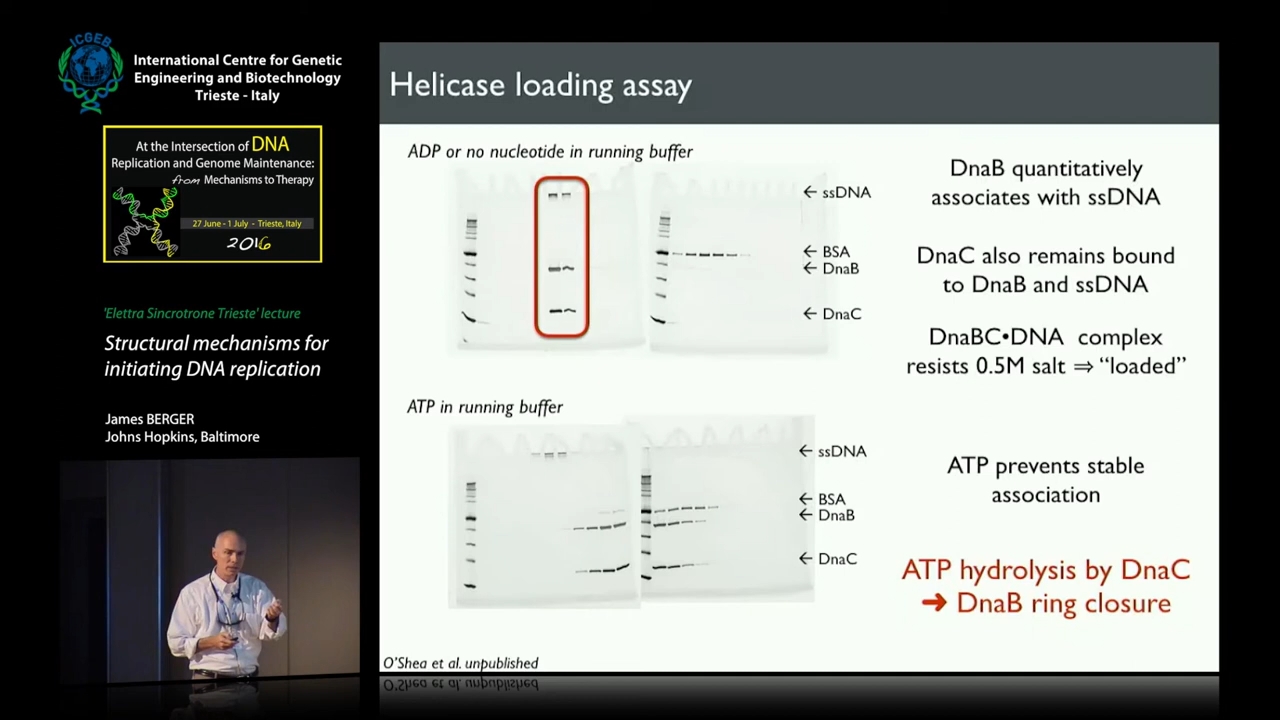 ICGEB
International Centre for Genetic
Engineering and Biotechnology
Trieste - Italy
At the Intersection of DNA
Replication and Genome Maintenance:
from Mechanisms to Therapy
27 June - 1 July - Trieste, Italy
2016
'Elettra Sincrotrone Trieste' lecture
Structural mechanisms for
initiating DNA replication
James BERGER
Johns Hopkins, Baltimore
Helicase loading assay
ADP or no nucleotide in running buffer
← ssDNA
← BSA
← DnaB
← DnaC
DnaB quantitatively
associates with ssDNA
DnaC also remains bound
to DnaB and ssDNA
DnaBC•DNA complex
resists 0.5M salt ⇒ “loaded”
ATP in running buffer
← ssDNA
← BSA
← DnaB
← DnaC
ATP prevents stable
association
ATP hydrolysis by DnaC
➔ DnaB ring closure
O'Shea et al. unpublished